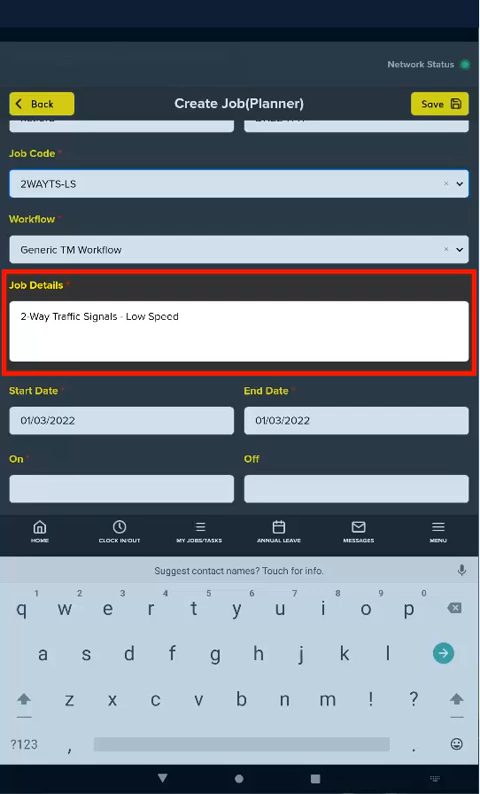 Network Status
Back
Create Job(Planner)
Save
Job Code *
2WAYTS-LS
×
Workflow *
Generic TM Workflow
×
Job Details *
2-Way Traffic Signals - Low Speed
Start Date *
End Date *
01/03/2022
01/03/2022
On *
Off
HOME
CLOCK IN/OUT
MY JOBS/TASKS
ANNUAL LEAVE
MESSAGES
MENU
Suggest contact names? Touch for info.
1 2 3 4 5 6 7 8 9 0
q w e r t y u i o p
a s d f g h j k l
z x c v b n m ! ?
?123 , .